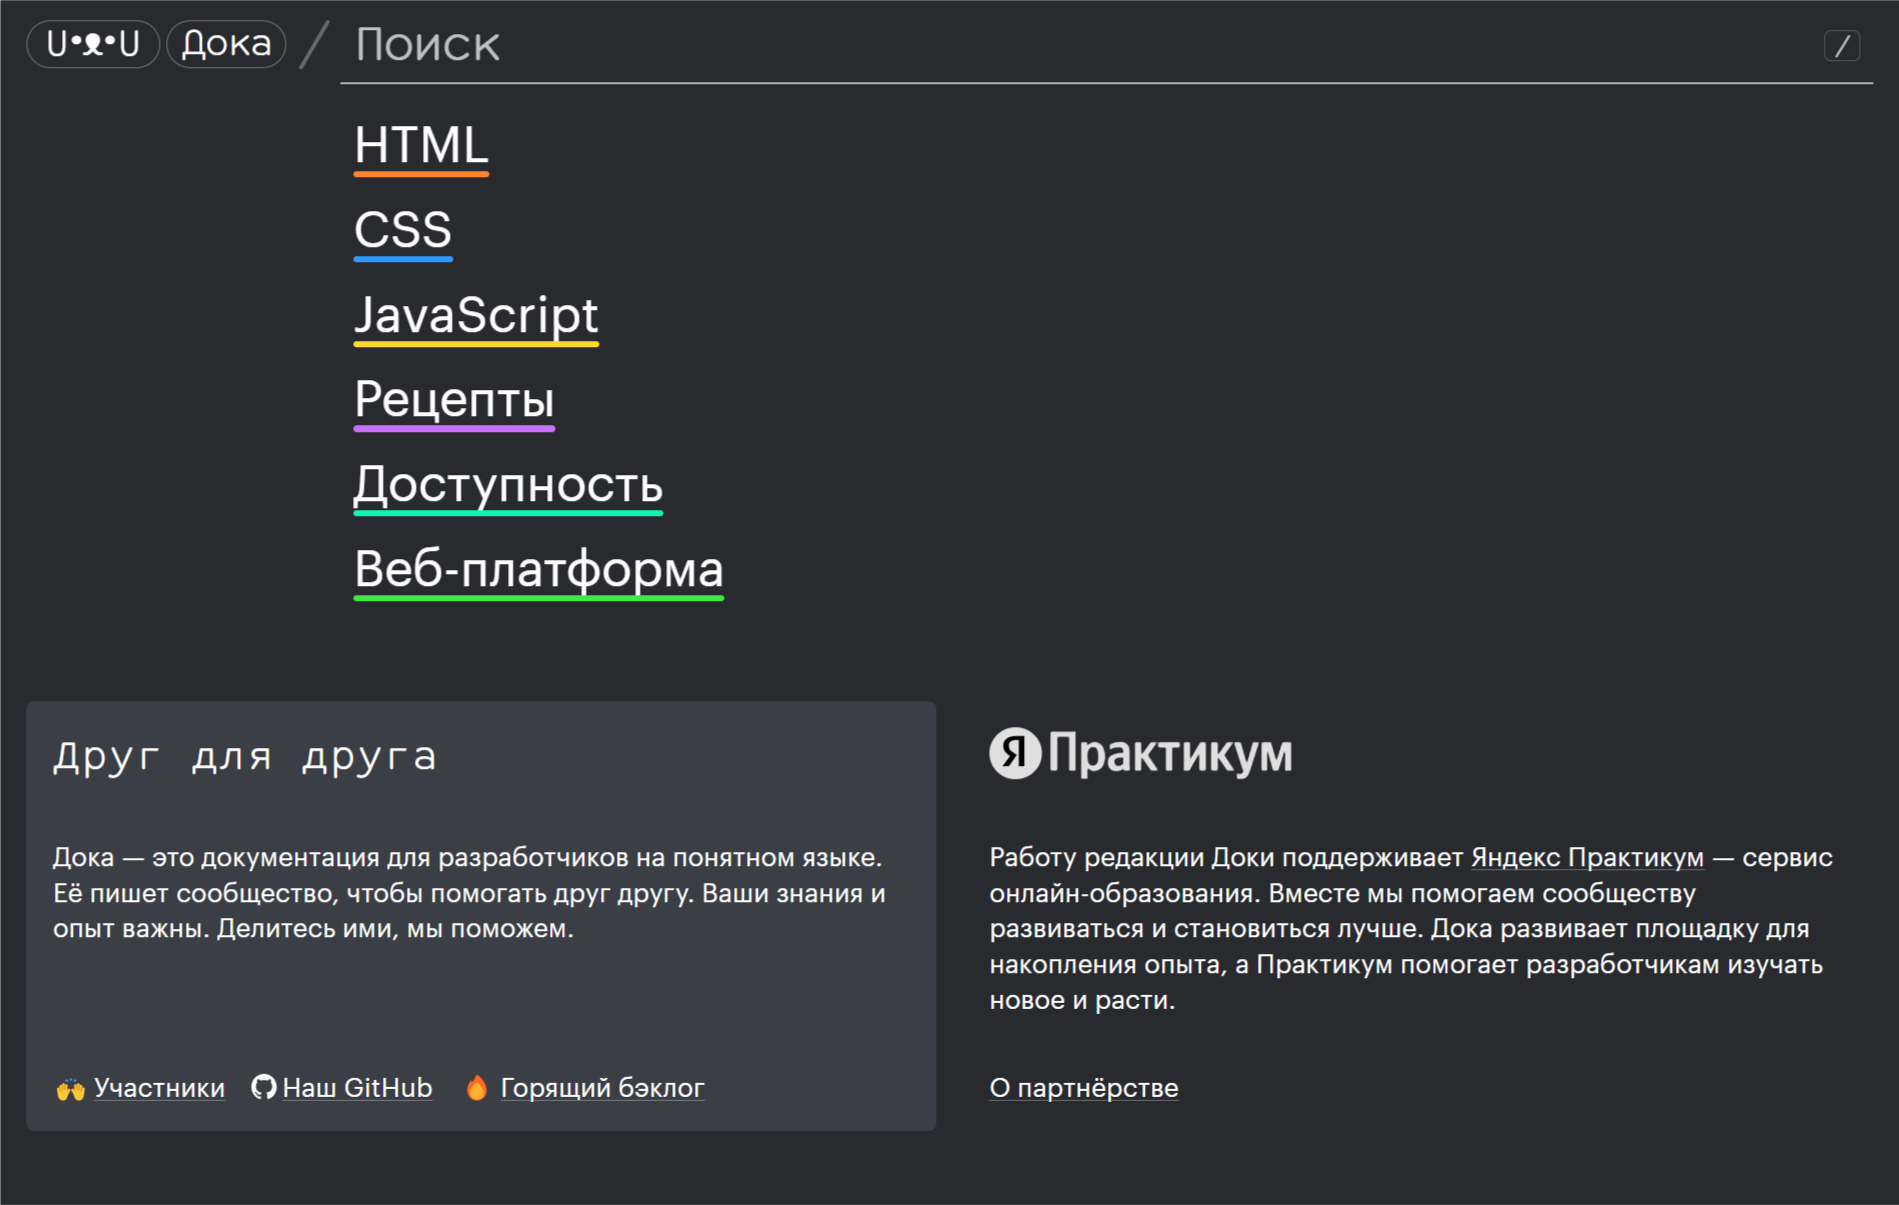 U•ᴥ•U Дока / Поиск /
HTML
CSS
JavaScript
Рецепты
Доступность
Веб-платформа
Друг для друга
Дока — это документация для разработчиков на понятном языке.
Её пишет сообщество, чтобы помогать друг другу. Ваши знания и
опыт важны. Делитесь ими, мы поможем.
Участники Наш GitHub Горящий бэклог
Я Практикум
Работу редакции Доки поддерживает Яндекс Практикум — сервис
онлайн-образования. Вместе мы помогаем сообществу
развиваться и становиться лучше. Дока развивает площадку для
накопления опыта, а Практикум помогает разработчикам изучать
новое и расти.
О партнёрстве